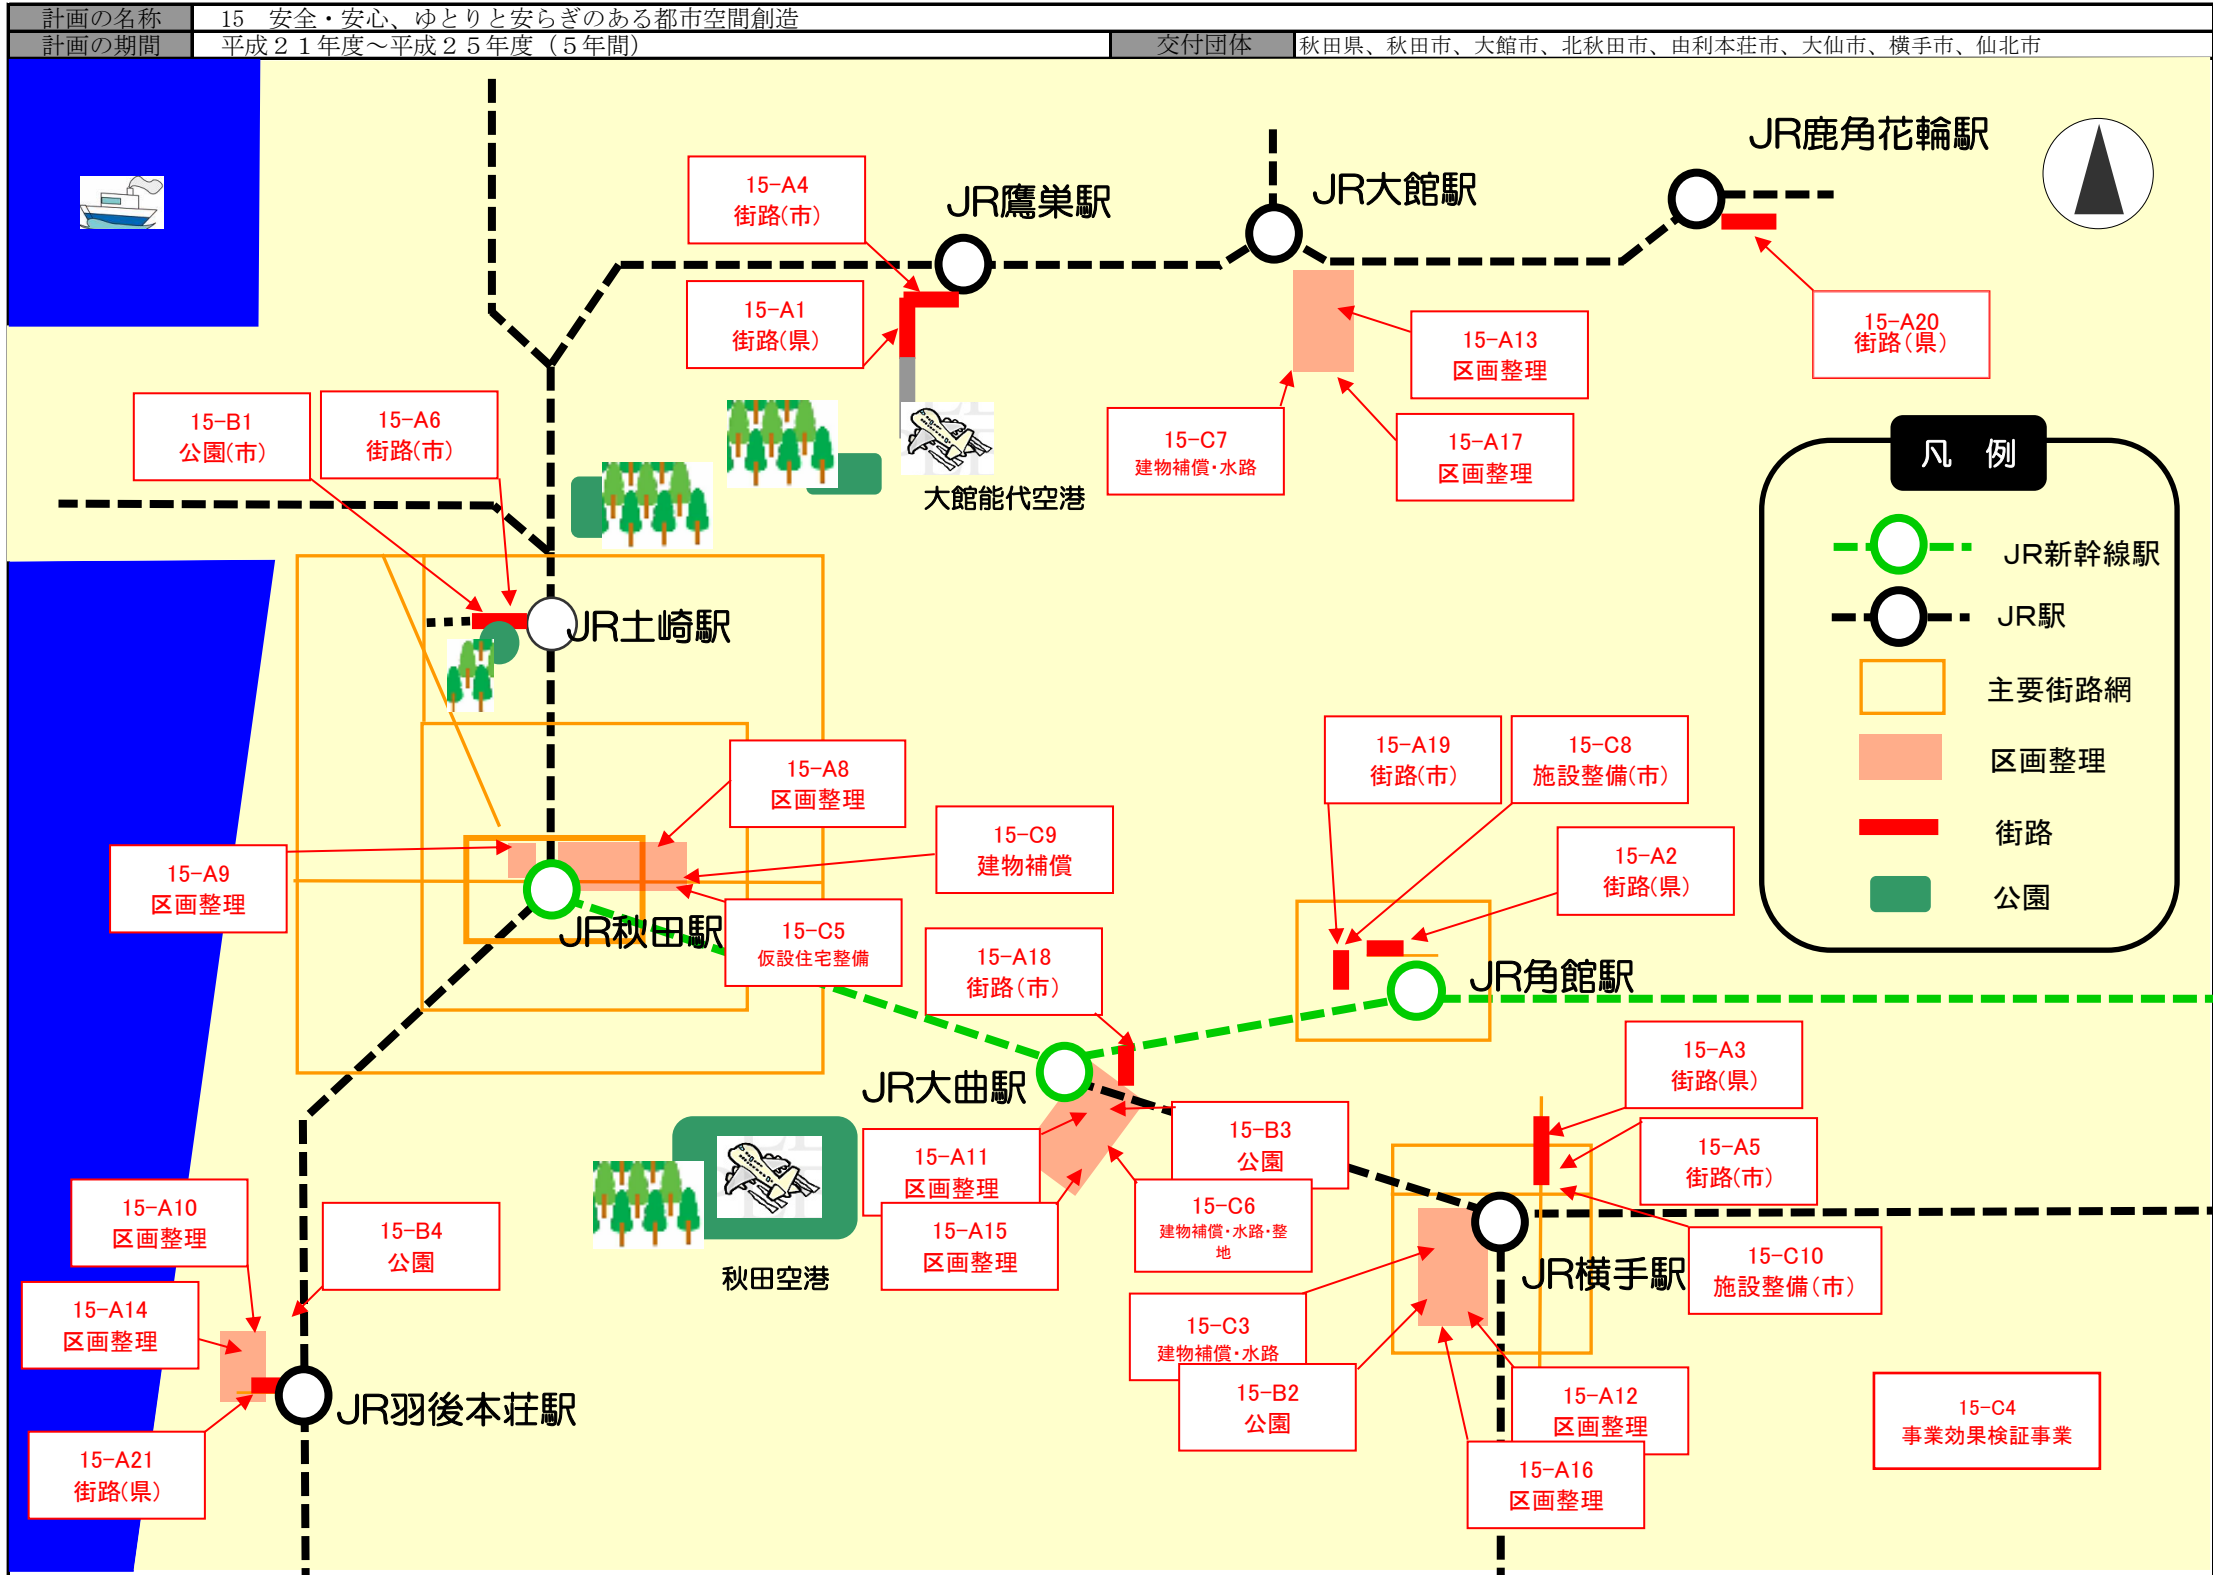 計画の名称
15　安全・安心、ゆとりと安らぎのある都市空間創造
計画の期間
平成２１年度～平成２５年度（５年間）
交付団体
秋田県、秋田市、大館市、北秋田市、由利本荘市、大仙市、横手市、仙北市
JR鹿角花輪駅
JR大館駅
JR鷹巣駅
15-A4
街路(市)
15-A1
街路(県)
15-A20
街路(県)
15-A13
区画整理
15-A17
区画整理
15-C7
建物補償・水路
15-B1
公園(市)
15-A6
街路(市)
大館能代空港
凡　例
JR新幹線駅
JR駅
主要街路網
区画整理
街路
公園
JR土崎駅
15-A8
区画整理
15-C9
建物補償
15-A9
区画整理
JR秋田駅
15-C5
仮設住宅整備
15-A19
街路(市)
15-C8
施設整備(市)
15-A2
街路(県)
15-A18
街路(市)
JR角館駅
JR大曲駅
15-A3
街路(県)
15-A5
街路(市)
15-B3
公園
15-A11
区画整理
15-A15
区画整理
15-C6
建物補償・水路・整
地
15-C10
施設整備(市)
JR横手駅
秋田空港
15-A10
区画整理
15-B4
公園
15-A14
区画整理
15-C3
建物補償・水路
15-B2
公園
15-A12
区画整理
15-A16
区画整理
15-C4
事業効果検証事業
JR羽後本荘駅
15-A21
街路(県)